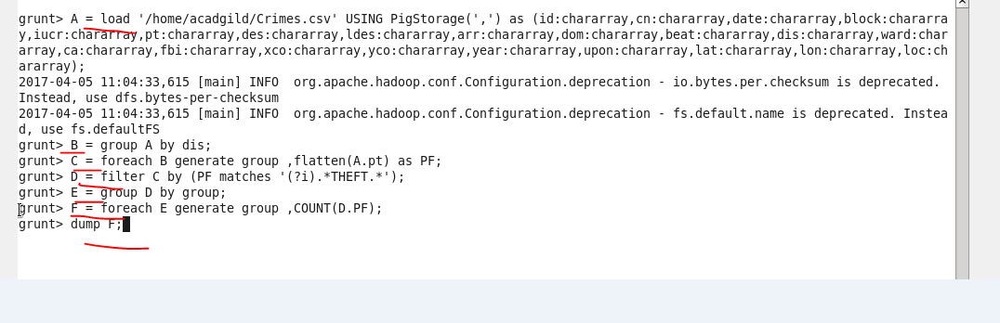 grunt> A = load '/home/acadgild/Crimes.csv' USING PigStorage(',') as (id:chararray,cn:chararray,date:chararray,block:charara
y,iucr:chararray,pt:chararray,des:chararray,ldes:chararray,arr:chararray,dom:chararray,beat:chararray,dis:chararray,ward:char
array,ca:chararray,fbi:chararray,xco:chararray,yco:chararray,year:chararray,upon:chararray,lat:chararray,lon:chararray,loc:ch
ararray);
2017-04-05 11:04:33,615 [main] INFO  org.apache.hadoop.conf.Configuration.deprecation - io.bytes.per.checksum is deprecated.
Instead, use dfs.bytes-per-checksum
2017-04-05 11:04:33,615 [main] INFO  org.apache.hadoop.conf.Configuration.deprecation - fs.default.name is deprecated. Instea
d, use fs.defaultFS
grunt> B = group A by dis;
grunt> C = foreach B generate group ,flatten(A.pt) as PF;
grunt> D = filter C by (PF matches '(?i).*THEFT.*');
grunt> E = group D by group;
grunt> F = foreach E generate group ,COUNT(D.PF);
grunt> dump F;